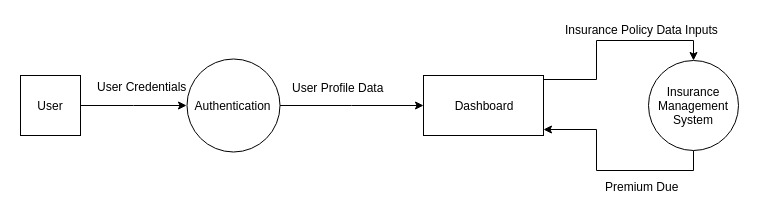 Insurance Policy Data Inputs
User Credentials
User Profile Data
User
Authentication
Dashboard
Insurance
Management
System
Premium Due